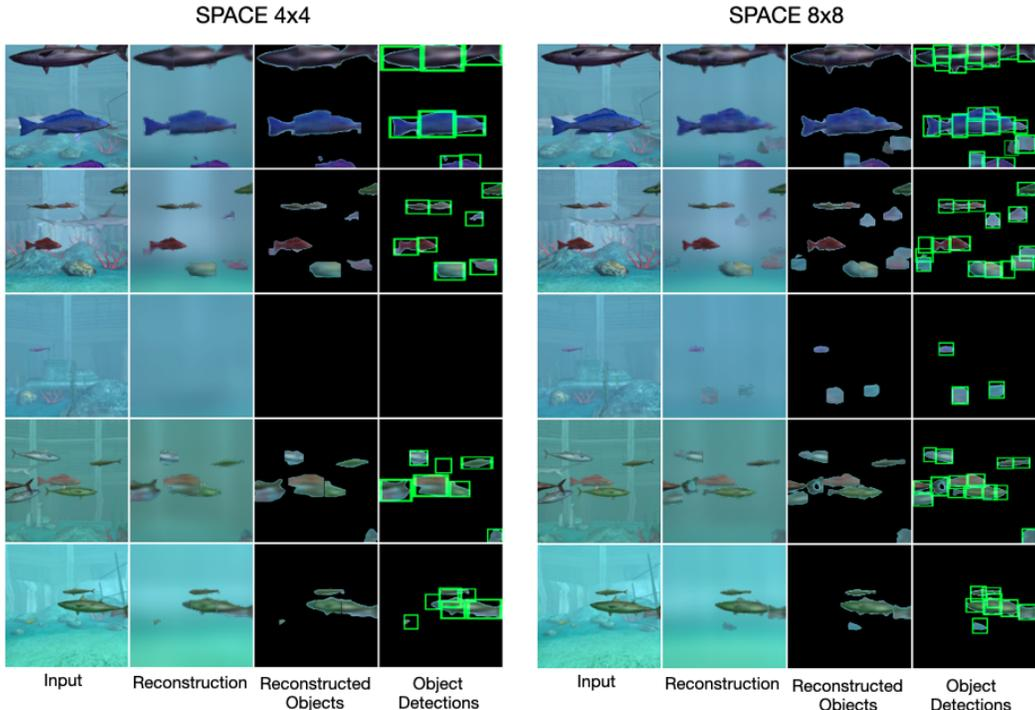 SPACE 4x4
SPACE 8x8
Input
Reconstruction
Reconstructed
Objects
Object
Detections
Input
Reconstruction
Reconstructed
Objects
Object
Detections